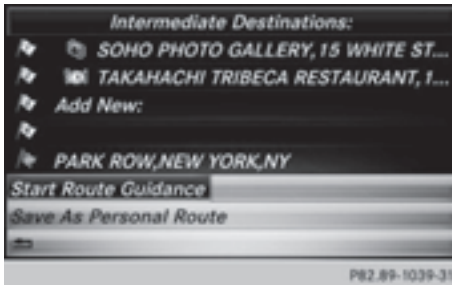 Intermediate Destinations:
SOHO PHOTO GALLERY, 15 WHITE ST....
TAKAHACHI TRIBECA RESTAURANT, 1...
Add New:
PARK ROW,NEW YORK,NY
Start Route Guidance
Save As Personal Route
P82.89-1039-31